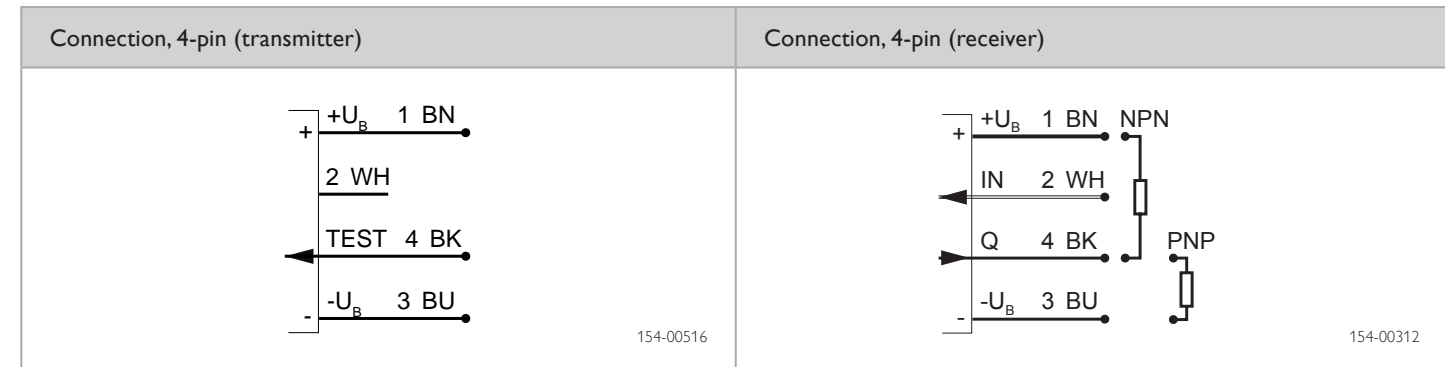 Connection, 4-pin (transmitter)
+U_B 1 BN
+
2 WH
TEST 4 BK
-U_B 3 BU
-
154-00516
Connection, 4-pin (receiver)
+U_B 1 BN NPN
+
IN 2 WH
Q 4 BK PNP
-U_B 3 BU
-
154-00312